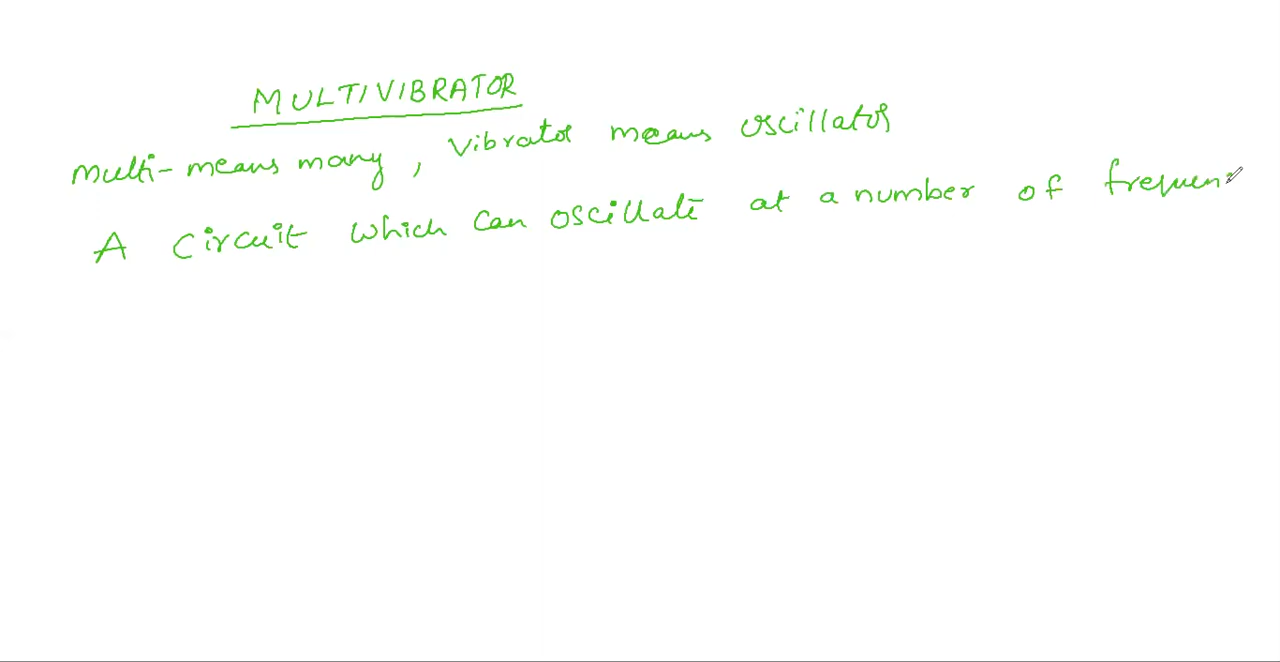 MULTIVIBRATOR
Multi- means many, Vibrator means oscillator
A circuit which can oscillate at a number of frequen